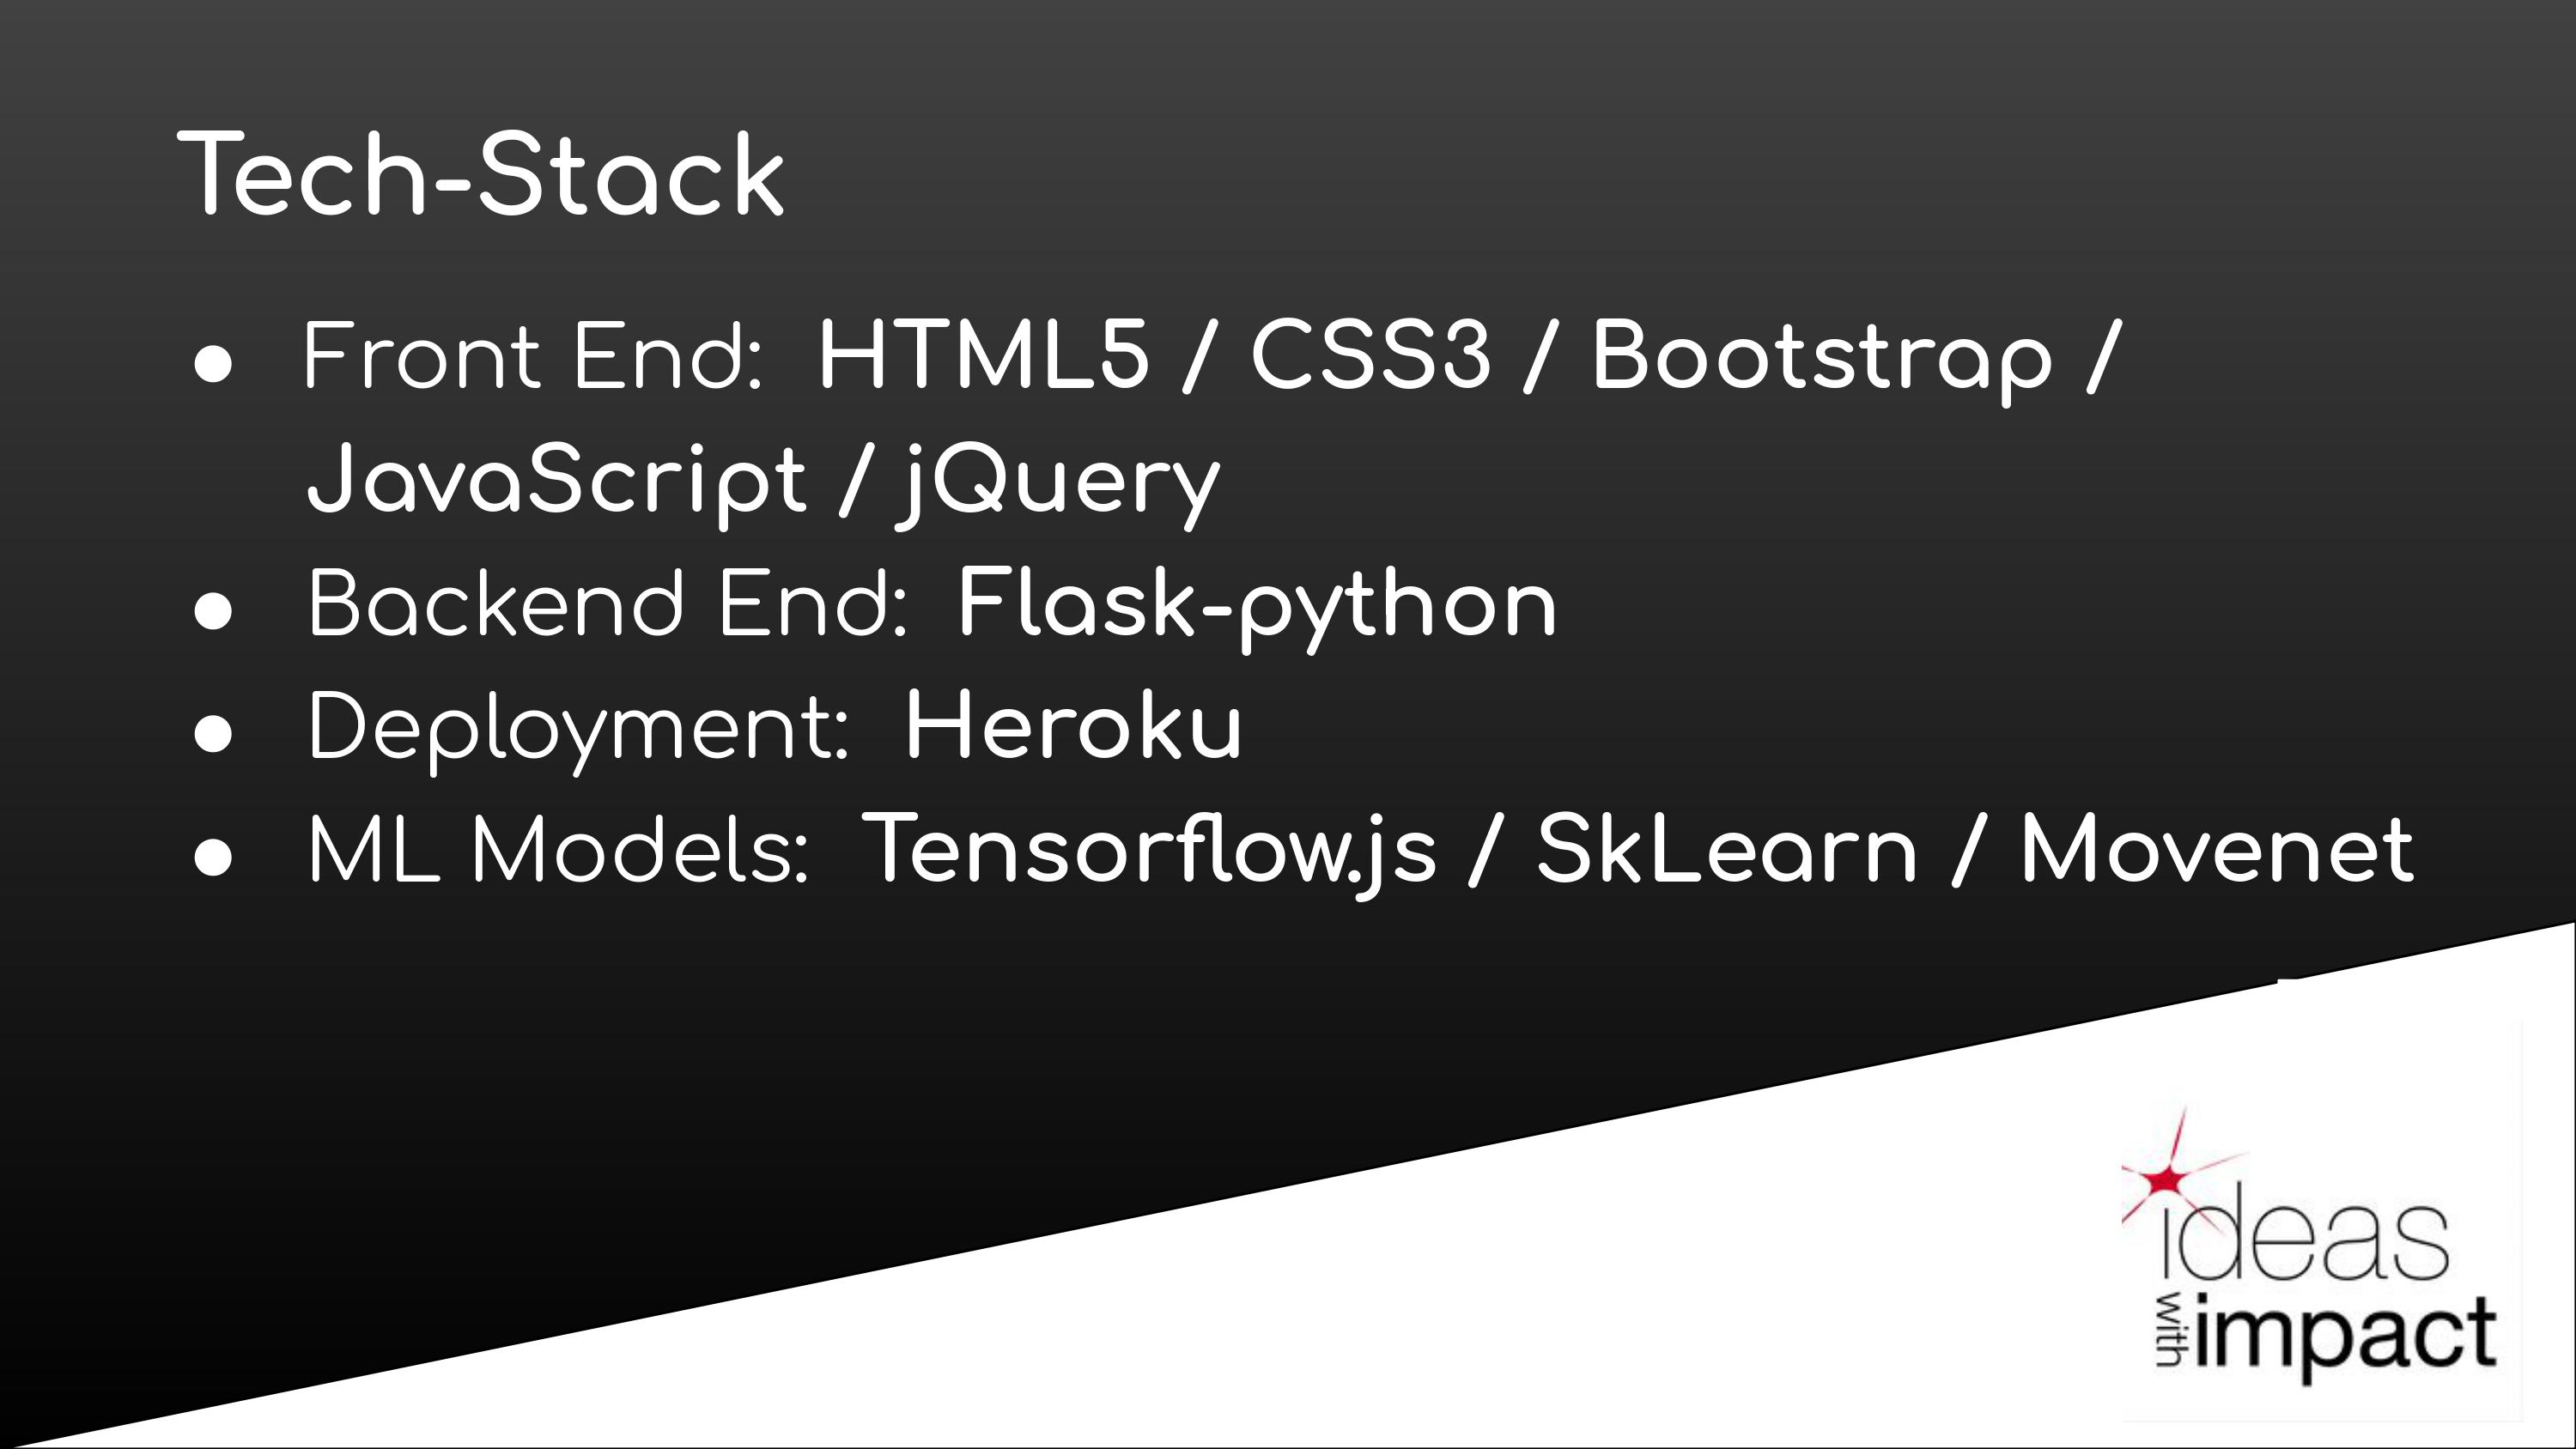 Tech-Stack
● Front End: HTML5 / CSS3 / Bootstrap /
JavaScript / jQuery
● Backend End: Flask-python
● Deployment: Heroku
● ML Models: Tensorflow.js / SkLearn / Movenet
ideas
with impact